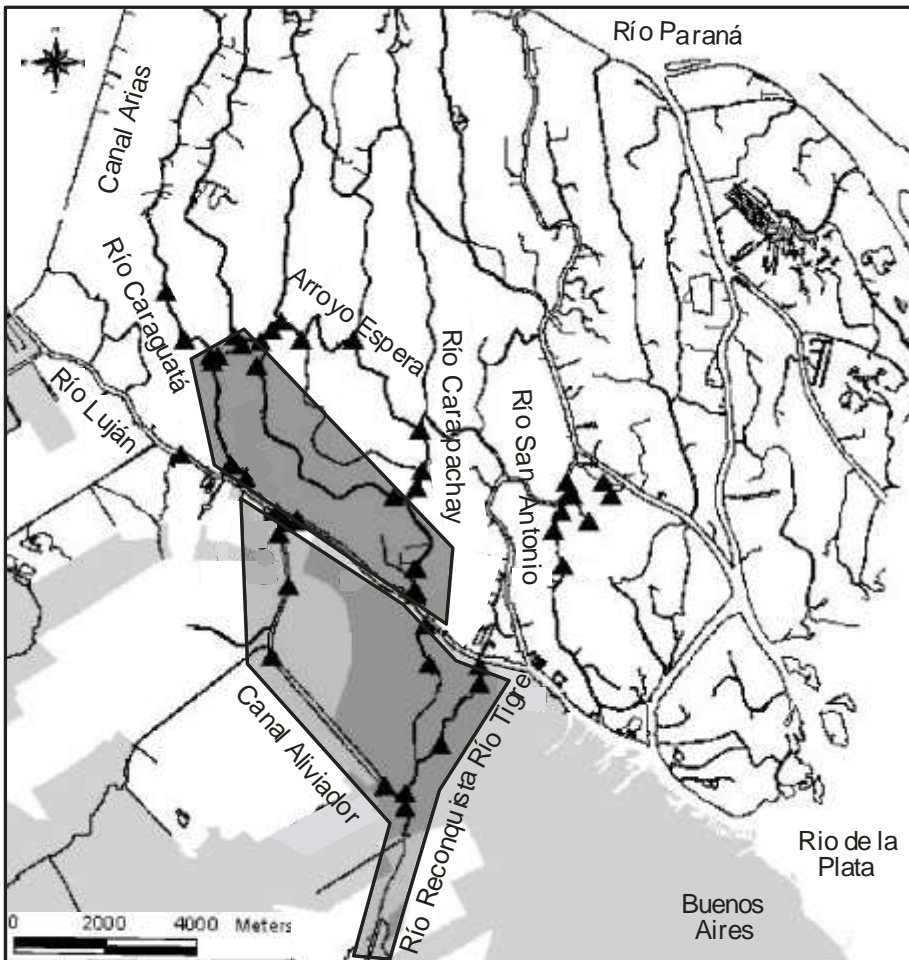 Río Paraná
Canal Arias
Río Caraguatá
Arroyo Espera
Río Carapachay
Río San Antonio
Río Luján
Canal Aliviador
Río Reconquista Río Tigre
Rio de la
Plata
Buenos
Aires
0 2000 4000 Meters